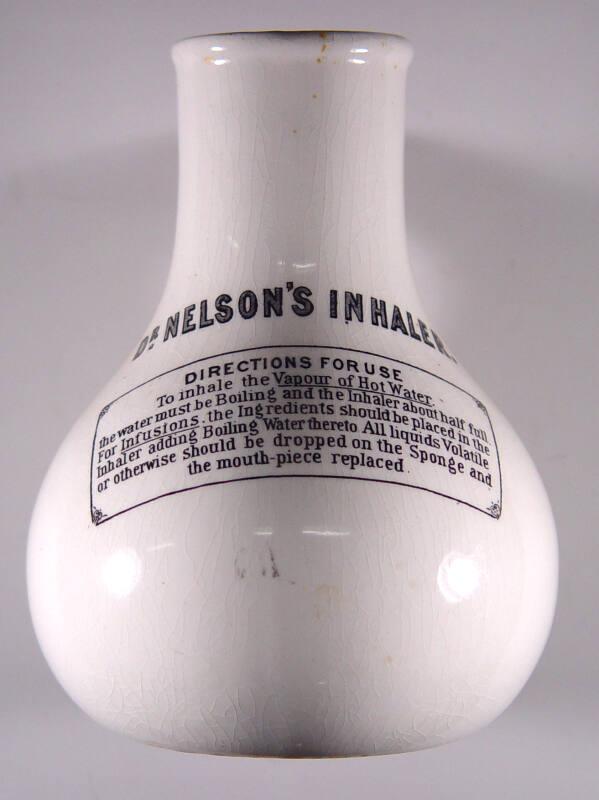 DR NELSON'S INHALER.
DIRECTIONS FOR USE
To inhale the Vapour of Hot Water.
the water must be Boiling and the Inhaler about half full.
For Infusions, the Ingredients should be placed in the
Inhaler adding Boiling Water thereto All liquids Volatile
or otherwise should be dropped on the Sponge and
the mouth-piece replaced